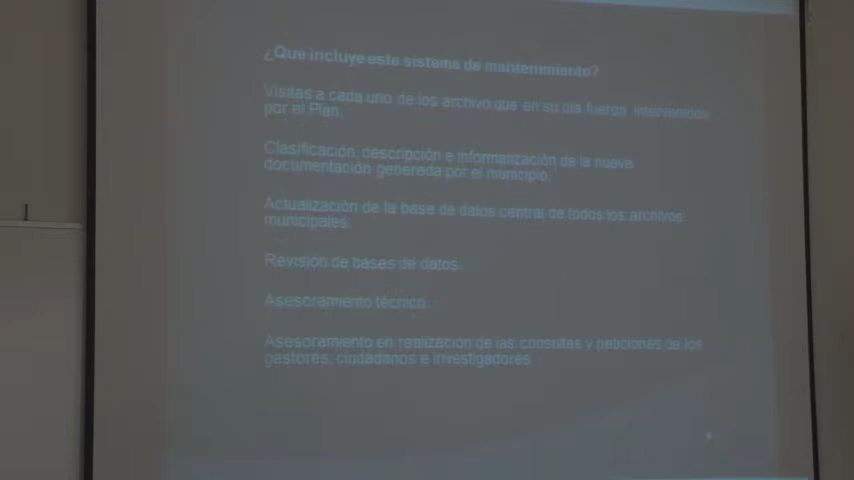 ¿Que incluye este sistema de mantenimiento?
Visitas a cada uno de los archivo que en su día fueron intervenidos
por el Plan.
Clasificación, descripción e informalización de la nueva
documentación generada por el municipio.
Actualización de la base de datos central de todos los archivos
municipales.
Revisión de bases de datos.
Asesoramiento técnico.
Asesoramiento en realización de las consultas y peticiones de los
gestores, ciudadanos e investigadores